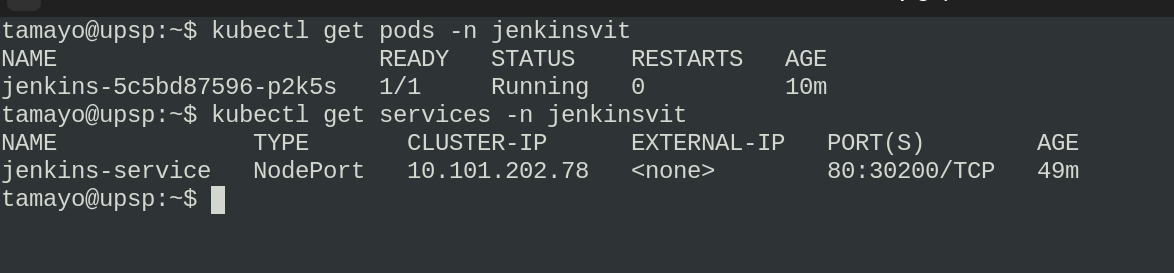 tamayo@upsp:~$ kubectl get pods -n jenkinsvit
NAME READY STATUS RESTARTS AGE
jenkins-5c5bd87596-p2k5s 1/1 Running 0 10m
tamayo@upsp:~$ kubectl get services -n jenkinsvit
NAME TYPE CLUSTER-IP EXTERNAL-IP PORT(S) AGE
jenkins-service NodePort 10.101.202.78 <none> 80:30200/TCP 49m
tamayo@upsp:~$